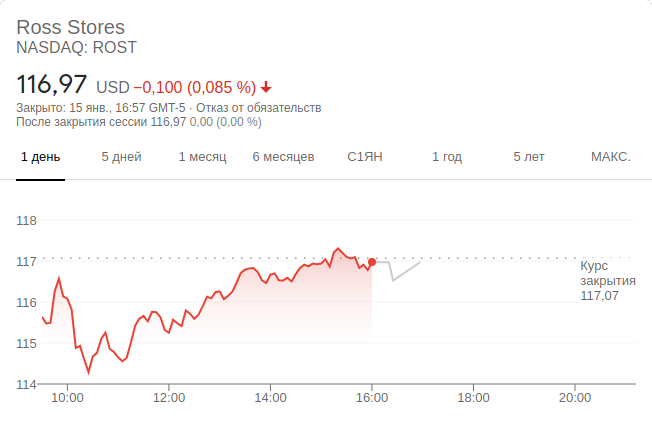 Ross Stores
NASDAQ: ROST
116,97 USD −0,100 (0,085 %)
Закрыто: 15 янв., 16:57 GMT-5 · Отказ от обязательств
После закрытия сессии 116,97 0,00 (0,00 %)
1 день 5 дней 1 месяц 6 месяцев С1ЯН 1 год 5 лет МАКС.
118
117
116
115
114
Курс
закрытия
117,07
10:00 12:00 14:00 16:00 18:00 20:00